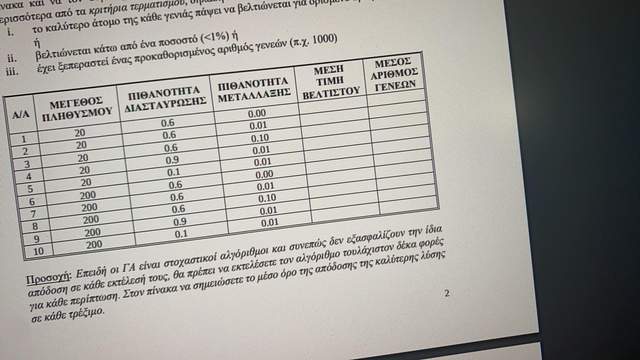 περισσότερα από τα κριτήρια τερματισμού,
i. το καλύτερο άτομο της κάθε γενιάς πάψει να βελτιώνεται για
ή
ii. βελτιώνεται κάτω από ένα ποσοστό (<1%) ή
iii. έχει ξεπεραστεί ένας προκαθορισμένος αριθμός γενεών (π.χ. 1000)
Α/Α ΜΕΓΕΘΟΣ ΠΛΗΘΥΣΜΟΥ ΠΙΘΑΝΟΤΗΤΑ ΔΙΑΣΤΑΥΡΩΣΗΣ ΠΙΘΑΝΟΤΗΤΑ ΜΕΤΑΛΛΑΞΗΣ ΜΕΣΗ ΤΙΜΗ ΒΕΛΤΙΣΤΟΥ ΜΕΣΟΣ ΑΡΙΘΜΟΣ ΓΕΝΕΩΝ
1 20 0.6 0.00
2 20 0.6 0.01
3 20 0.6 0.10
4 20 0.9 0.01
5 20 0.1 0.01
6 200 0.6 0.00
7 200 0.6 0.01
8 200 0.6 0.10
9 200 0.9 0.01
10 200 0.1 0.01
Προσοχή: Επειδή οι ΓΑ είναι στοχαστικοί αλγόριθμοι και συνεπώς δεν εξασφαλίζουν την ίδια
απόδοση σε κάθε εκτέλεσή τους, θα πρέπει να εκτελέσετε τον αλγόριθμο τουλάχιστον δέκα φορές
για κάθε περίπτωση. Στον πίνακα να σημειώσετε το μέσο όρο της απόδοσης της καλύτερης λύσης
σε κάθε τρέξιμο.
2